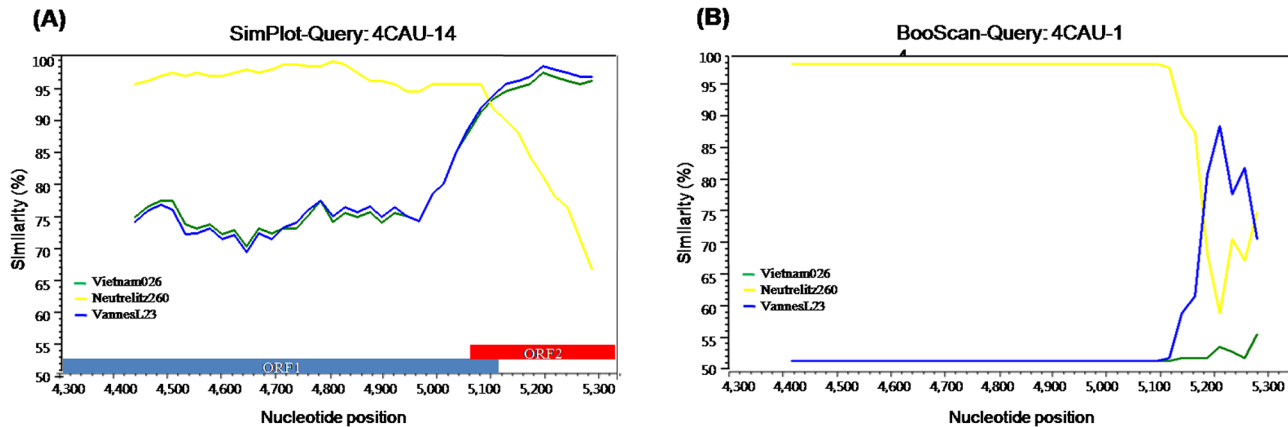 (A)
SimPlot-Query: 4CAU-14
Similarity (%)
100
95
90
85
80
75
70
65
60
55
50
Vietnam026
Neutrelitz260
VannesL23
ORF2
ORF1
4,300 4,400 4,500 4,600 4,700 4,800 4,900 5,000 5,100 5,200 5,300
Nucleotide position
(B)
BooScan-Query: 4CAU-1
4
Similarity (%)
100
95
90
85
80
75
70
65
60
55
50
Vietnam026
Neutrelitz260
VannesL23
4,300 4,400 4,500 4,600 4,700 4,800 4,900 5,000 5,100 5,200 5,300
Nucleotide position